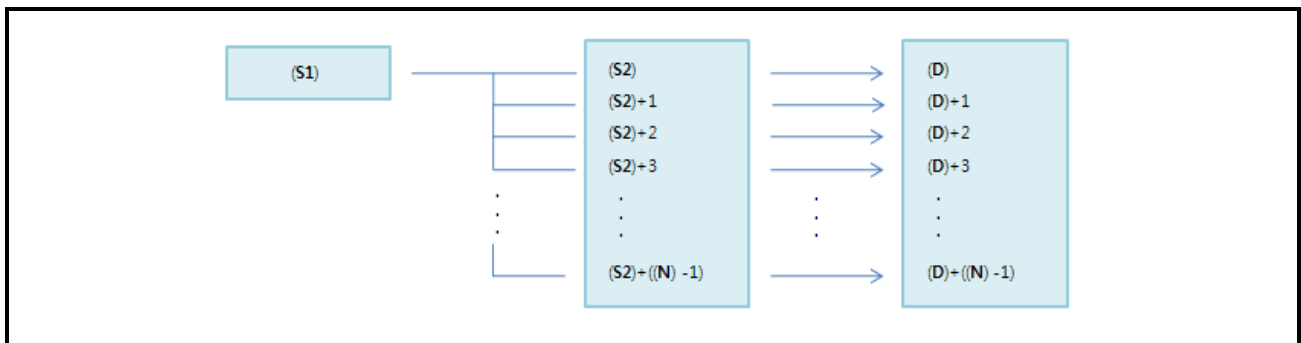 (S1) (S2) (D)
(S2)+1 (D)+1
(S2)+2 (D)+2
(S2)+3 (D)+3
(S2)+((N) -1) (D)+((N) -1)